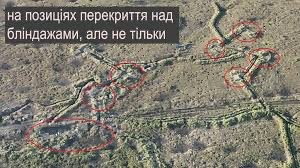 на позиціях перекриття над
бліндажами, але не тільки